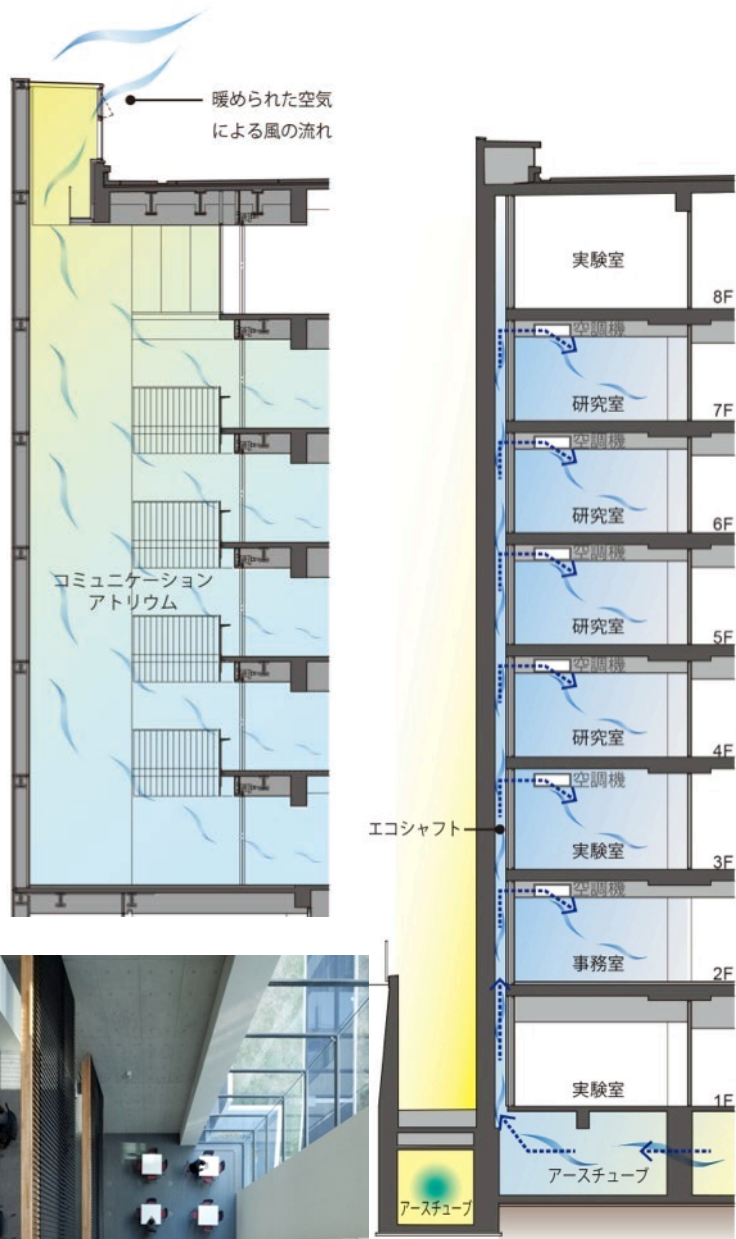 暖められた空気
による風の流れ
コミュニケーション
アトリウム
実験室
8F
空調機
研究室
7F
空調機
研究室
6F
空調機
研究室
5F
空調機
研究室
4F
空調機
エコシャフト
実験室
3F
空調機
事務室
2F
実験室
1F
アースチューブ
アースチューブ